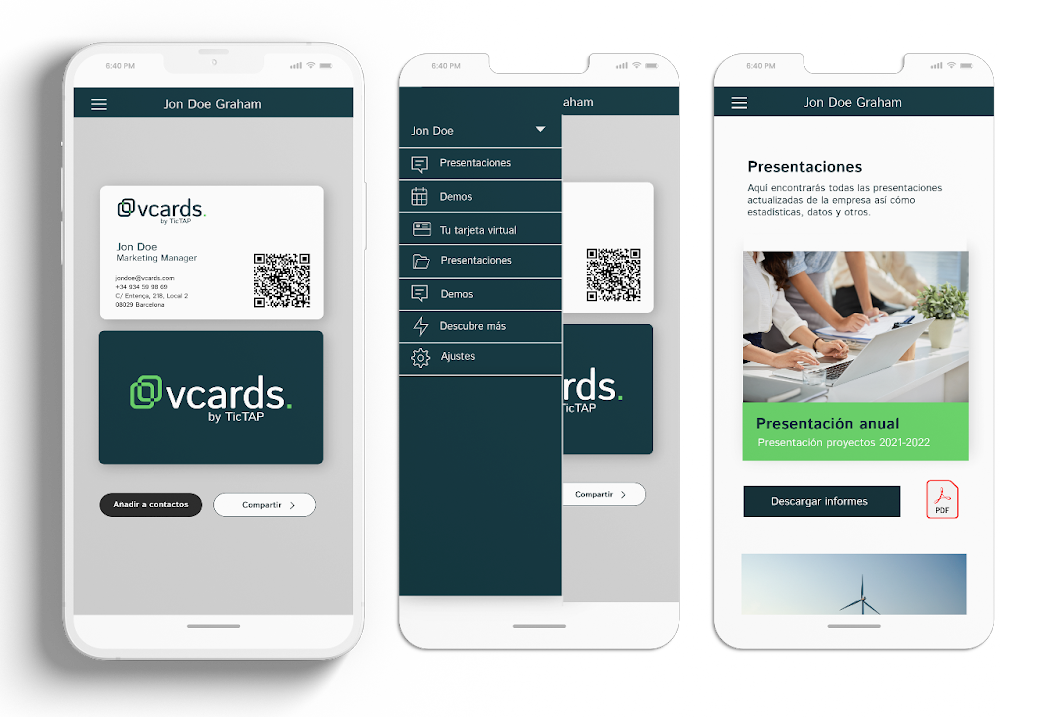 6:40 PM
Jon Doe Graham
vcards.
by TicTAP
Jon Doe
Marketing Manager
jondoe@vcards.com
+34 934 59 98 69
C/ Entença, 218, Local 2
08029 Barcelona
vcards.
by TicTAP
Añadir a contactos
Compartir
6:40 PM
aham
Jon Doe
Presentaciones
Demos
Tu tarjeta virtual
Presentaciones
Demos
Descubre más
Ajustes
rds.
TicTAP
Compartir
6:40 PM
Jon Doe Graham
Presentaciones
Aquí encontrarás todas las presentaciones
actualizadas de la empresa así cómo
estadísticas, datos y otros.
Presentación anual
Presentación proyectos 2021-2022
Descargar informes
PDF